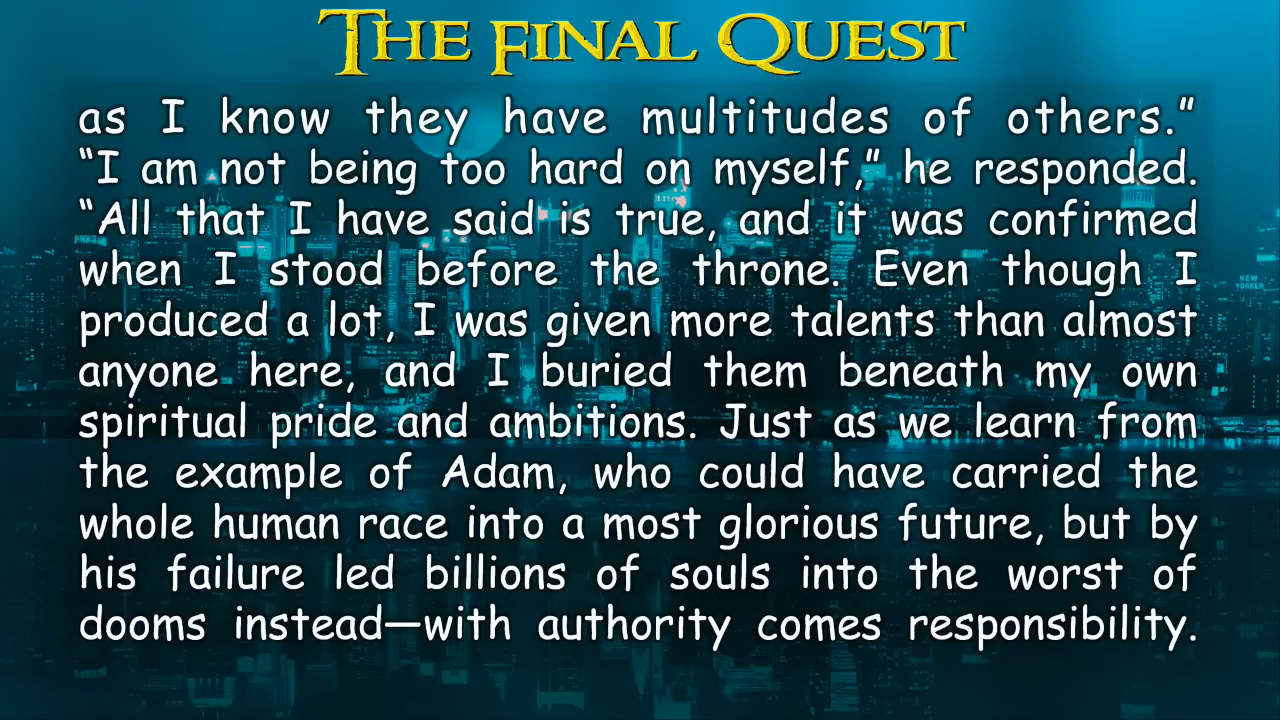 The Final Quest
as I know they have multitudes of others.”
“I am not being too hard on myself,” he responded.
“All that I have said is true, and it was confirmed
when I stood before the throne. Even though I
produced a lot, I was given more talents than almost
anyone here, and I buried them beneath my own
spiritual pride and ambitions. Just as we learn from
the example of Adam, who could have carried the
whole human race into a most glorious future, but by
his failure led billions of souls into the worst of
dooms instead—with authority comes responsibility.
NEW
YORKER